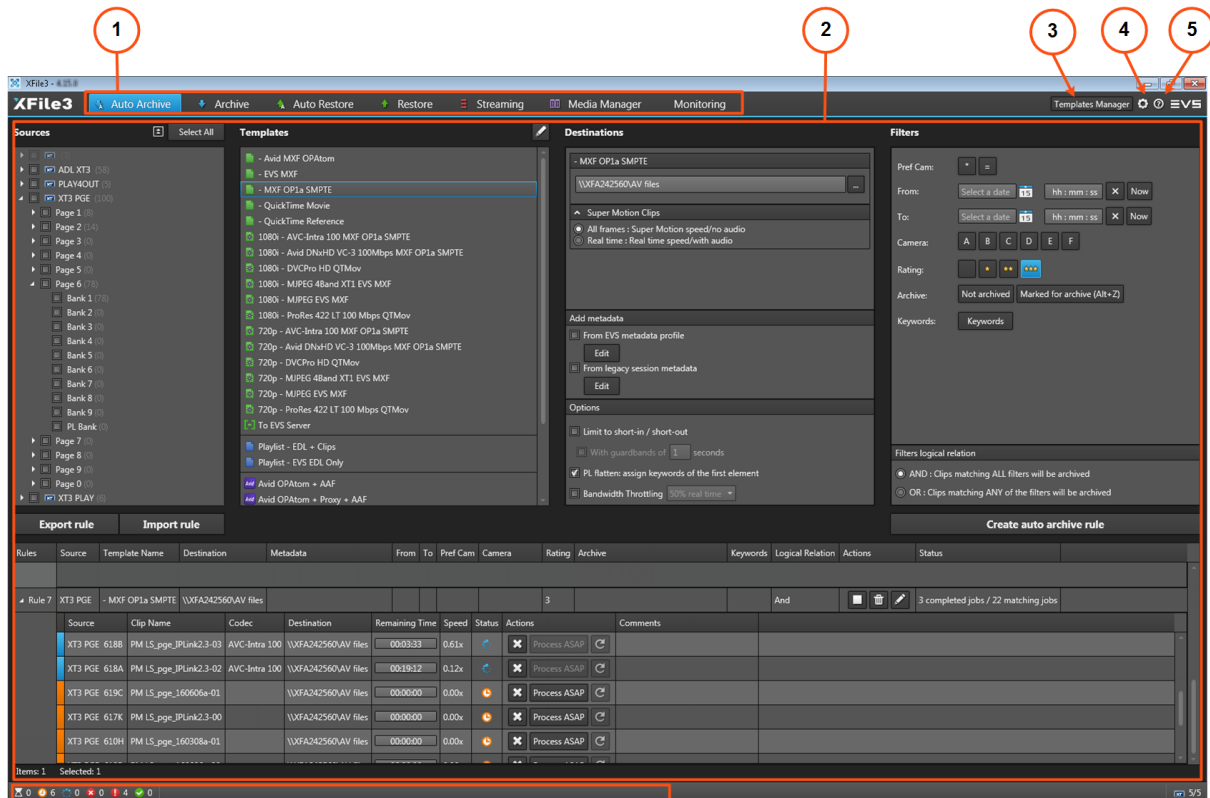 1
2
3
4
5
XFile3 - 4.15.0
XFile3
Auto Archive
Archive
Auto Restore
Restore
Streaming
Media Manager
Monitoring
Templates Manager
EVS
Sources
Select All
ADL XT3 (58)
PLAY4OUT (5)
XT3 PGE (100)
Page 1 (8)
Page 2 (14)
Page 3 (0)
Page 4 (0)
Page 5 (0)
Page 6 (78)
Bank 1 (78)
Bank 2 (0)
Bank 3 (0)
Bank 4 (0)
Bank 5 (0)
Bank 6 (0)
Bank 7 (0)
Bank 8 (0)
Bank 9 (0)
PL Bank (0)
Page 7 (0)
Page 8 (0)
Page 9 (0)
Page 0 (0)
XT3 PLAY (6)
Export rule
Import rule
Templates
- Avid MXF OPAtom
- EVS MXF
- MXF OP1a SMPTE
- QuickTime Movie
- QuickTime Reference
1080i - AVC-Intra 100 MXF OP1a SMPTE
1080i - Avid DNxHD VC-3 100Mbps MXF OP1a SMPTE
1080i - DVCPro HD QTMov
1080i - MJPEG 4Band XT1 EVS MXF
1080i - MJPEG EVS MXF
1080i - ProRes 422 LT 100 Mbps QTMov
720p - AVC-Intra 100 MXF OP1a SMPTE
720p - Avid DNxHD VC-3 100Mbps MXF OP1a SMPTE
720p - DVCPro HD QTMov
720p - MJPEG 4Band XT1 EVS MXF
720p - MJPEG EVS MXF
720p - ProRes 422 LT 100 Mbps QTMov
To EVS Server
Playlist - EDL + Clips
Playlist - EVS EDL Only
Avid OPAtom + AAF
Avid OPAtom + Proxy + AAF
Destinations
- MXF OP1a SMPTE
\\XFA242560\AV files
...
Super Motion Clips
All frames : Super Motion speed/no audio
Real time : Real time speed/with audio
Add metadata
From EVS metadata profile
Edit
From legacy session metadata
Edit
Options
Limit to short-in / short-out
With guardbands of 1 seconds
PL flatten: assign keywords of the first element
Bandwidth Throttling 50% real time
Filters
Pref Cam: * =
From: Select a date 15 hh : mm : ss X Now
To: Select a date 15 hh : mm : ss X Now
Camera: A B C D E F
Rating:
Archive: Not archived Marked for archive (Alt+Z)
Keywords: Keywords
Filters logical relation
AND : Clips matching ALL filters will be archived
OR : Clips matching ANY of the filters will be archived
Create auto archive rule
Rules Source Template Name Destination Metadata From To Pref Cam Camera Rating Archive Keywords Logical Relation Actions Status
Rule 7 XT3 PGE - MXF OP1a SMPTE \\XFA242560\AV files 3 And 3 completed jobs / 22 matching jobs
Source Clip Name Codec Destination Remaining Time Speed Status Actions Comments
XT3 PGE 618B PM LS_pge_IPLink2.3-03 AVC-Intra 100 \\XFA242560\AV files 00:03:33 0.61x Process ASAP
XT3 PGE 618A PM LS_pge_IPLink2.3-02 AVC-Intra 100 \\XFA242560\AV files 00:19:12 0.12x Process ASAP
XT3 PGE 619C PM LS_pge_160606a-01 \\XFA242560\AV files 00:00:00 0.00x Process ASAP
XT3 PGE 617K PM LS_pge_IPLink2.3-00 \\XFA242560\AV files 00:00:00 0.00x Process ASAP
XT3 PGE 610H PM LS_pge_160308a-01 \\XFA242560\AV files 00:00:00 0.00x Process ASAP
Items: 1 Selected: 1
0 6 0 0 4 0
5/5